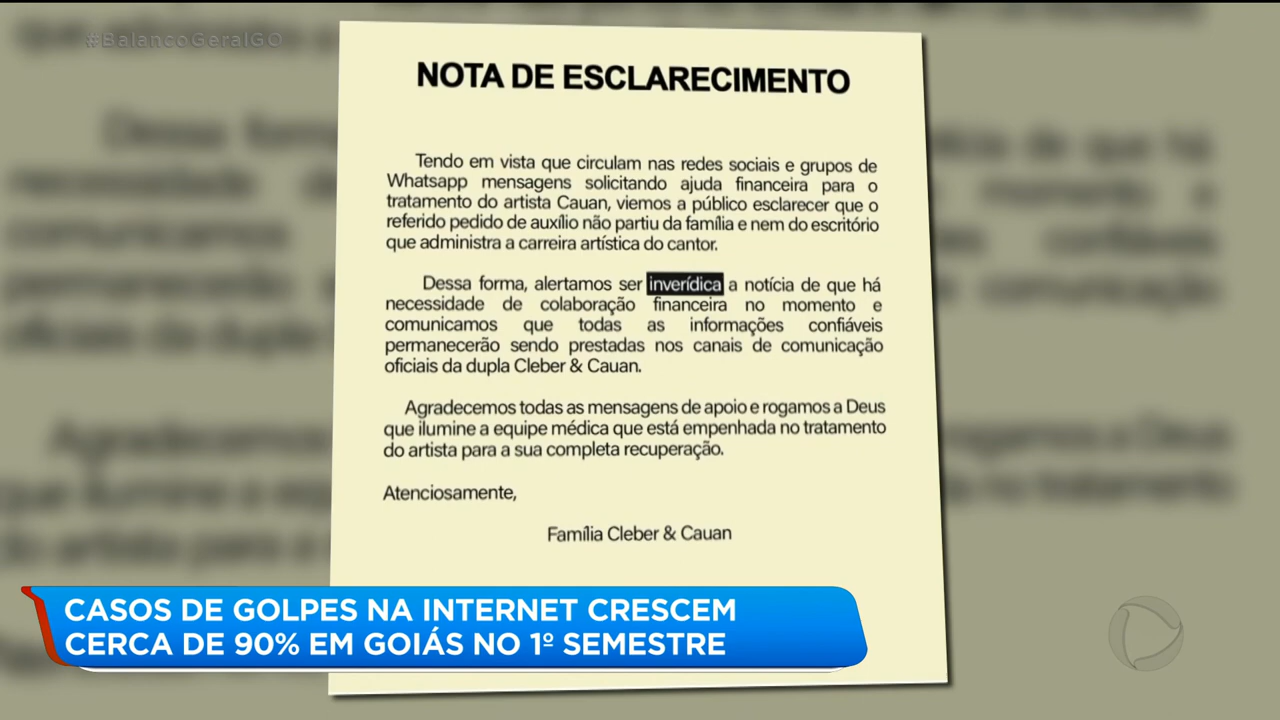 #BalancoGeralGO
NOTA DE ESCLARECIMENTO
Tendo em vista que circulam nas redes sociais e grupos de
Whatsapp mensagens solicitando ajuda financeira para o
tratamento do artista Cauan, viemos a público esclarecer que o
referido pedido de auxílio não partiu da família e nem do escritório
que administra a carreira artística do cantor.
Dessa forma, alertamos ser inverídica a notícia de que há
necessidade de colaboração financeira no momento e
comunicamos que todas as informações confiáveis
permanecerão sendo prestadas nos canais de comunicação
oficiais da dupla Cleber & Cauan.
Agradecemos todas as mensagens de apoio e rogamos a Deus
que ilumine a equipe médica que está empenhada no tratamento
do artista para a sua completa recuperação.
Atenciosamente,
Família Cleber & Cauan
CASOS DE GOLPES NA INTERNET CRESCEM
CERCA DE 90% EM GOIÁS NO 1º SEMESTRE